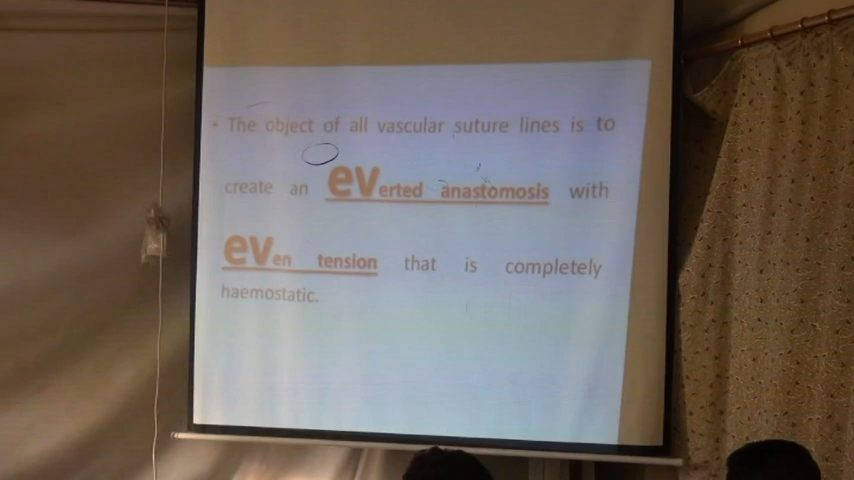 • The object of all vascular suture lines is to
create an everted anastomosis with
even tension that is completely
haemostatic.